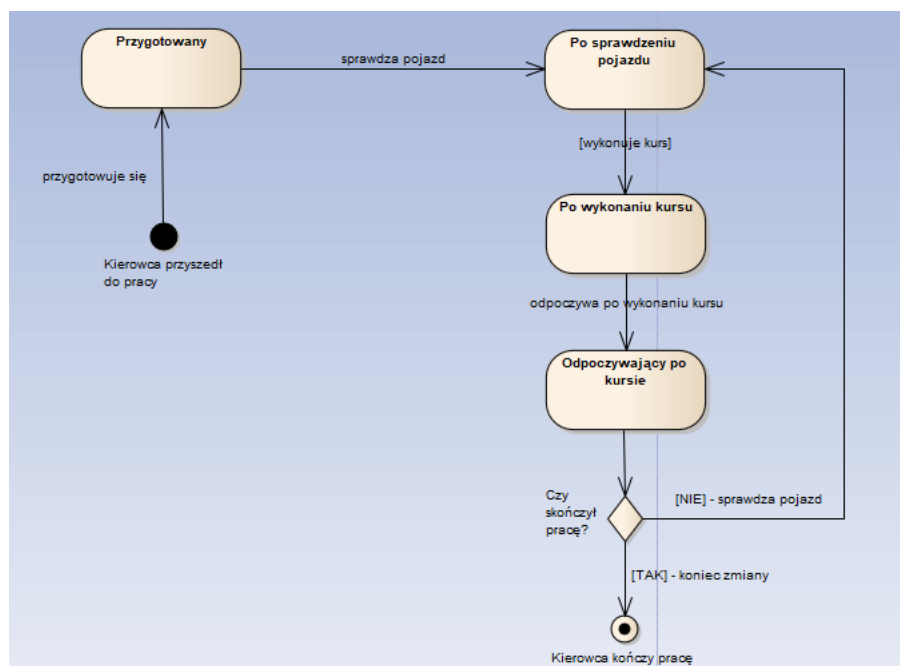 Przygotowany
sprawdza pojazd
Po sprawdzeniu
pojazdu
[wykonuje kurs]
przygotowuje się
Po wykonaniu kursu
Kierowca przyszedł
do pracy
odpoczywa po wykonaniu kursu
Odpoczywający po
kursie
Czy
skończył
pracę?
[NIE] - sprawdza pojazd
[TAK] - koniec zmiany
Kierowca kończy pracę